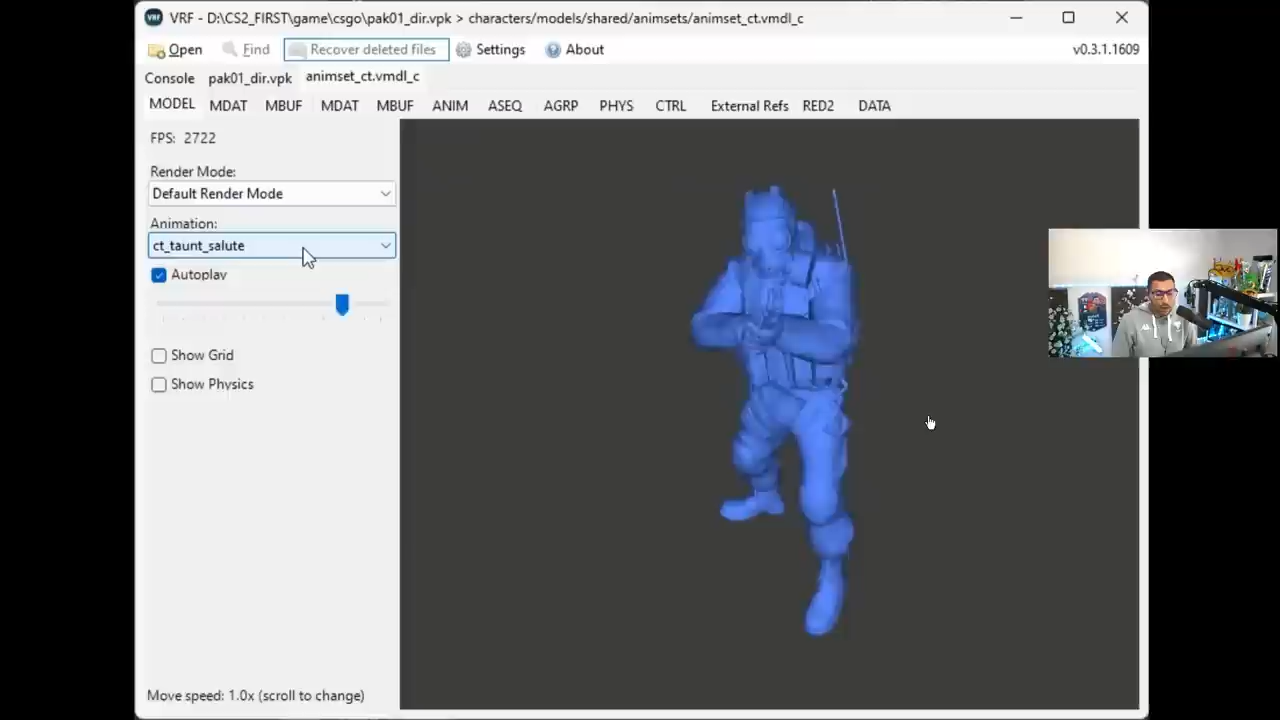 VRF - D:\CS2_FIRST\game\csgo\pak01_dir.vpk > characters/models/shared/animsets/animset_ct.vmdl_c
Open Find Recover deleted files Settings About v0.3.1.1609
Console pak01_dir.vpk animset_ct.vmdl_c
MODEL MDAT MBUF MDAT MBUF ANIM ASEQ AGRP PHYS CTRL External Refs RED2 DATA
FPS: 2722
Render Mode:
Default Render Mode
Animation:
ct_taunt_salute
Autoplay
Show Grid
Show Physics
Move speed: 1.0x (scroll to change)